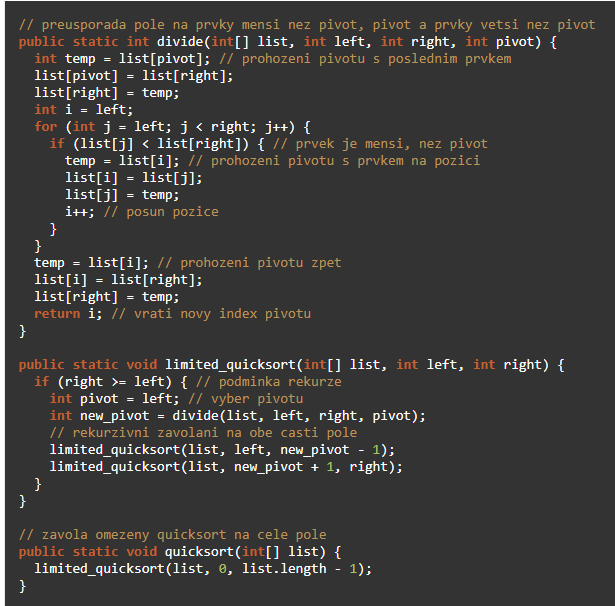 // preusporada pole na prvky mensi nez pivot, pivot a prvky vetsi nez pivot
public static int divide(int[] list, int left, int right, int pivot) {
  int temp = list[pivot]; // prohozeni pivotu s poslednim prvkem
  list[pivot] = list[right];
  list[right] = temp;
  int i = left;
  for (int j = left; j < right; j++) {
    if (list[j] < list[right]) { // prvek je mensi, nez pivot
      temp = list[i]; // prohozeni pivotu s prvkem na pozici
      list[i] = list[j];
      list[j] = temp;
      i++; // posun pozice
    }
  }
  temp = list[i]; // prohozeni pivotu zpet
  list[i] = list[right];
  list[right] = temp;
  return i; // vrati novy index pivotu
}

public static void limited_quicksort(int[] list, int left, int right) {
  if (right >= left) { // podminka rekurze
    int pivot = left; // vyber pivotu
    int new_pivot = divide(list, left, right, pivot);
    // rekurzivni zavolani na obe casti pole
    limited_quicksort(list, left, new_pivot - 1);
    limited_quicksort(list, new_pivot + 1, right);
  }
}

// zavola omezeny quicksort na cele pole
public static void quicksort(int[] list) {
  limited_quicksort(list, 0, list.length - 1);
}